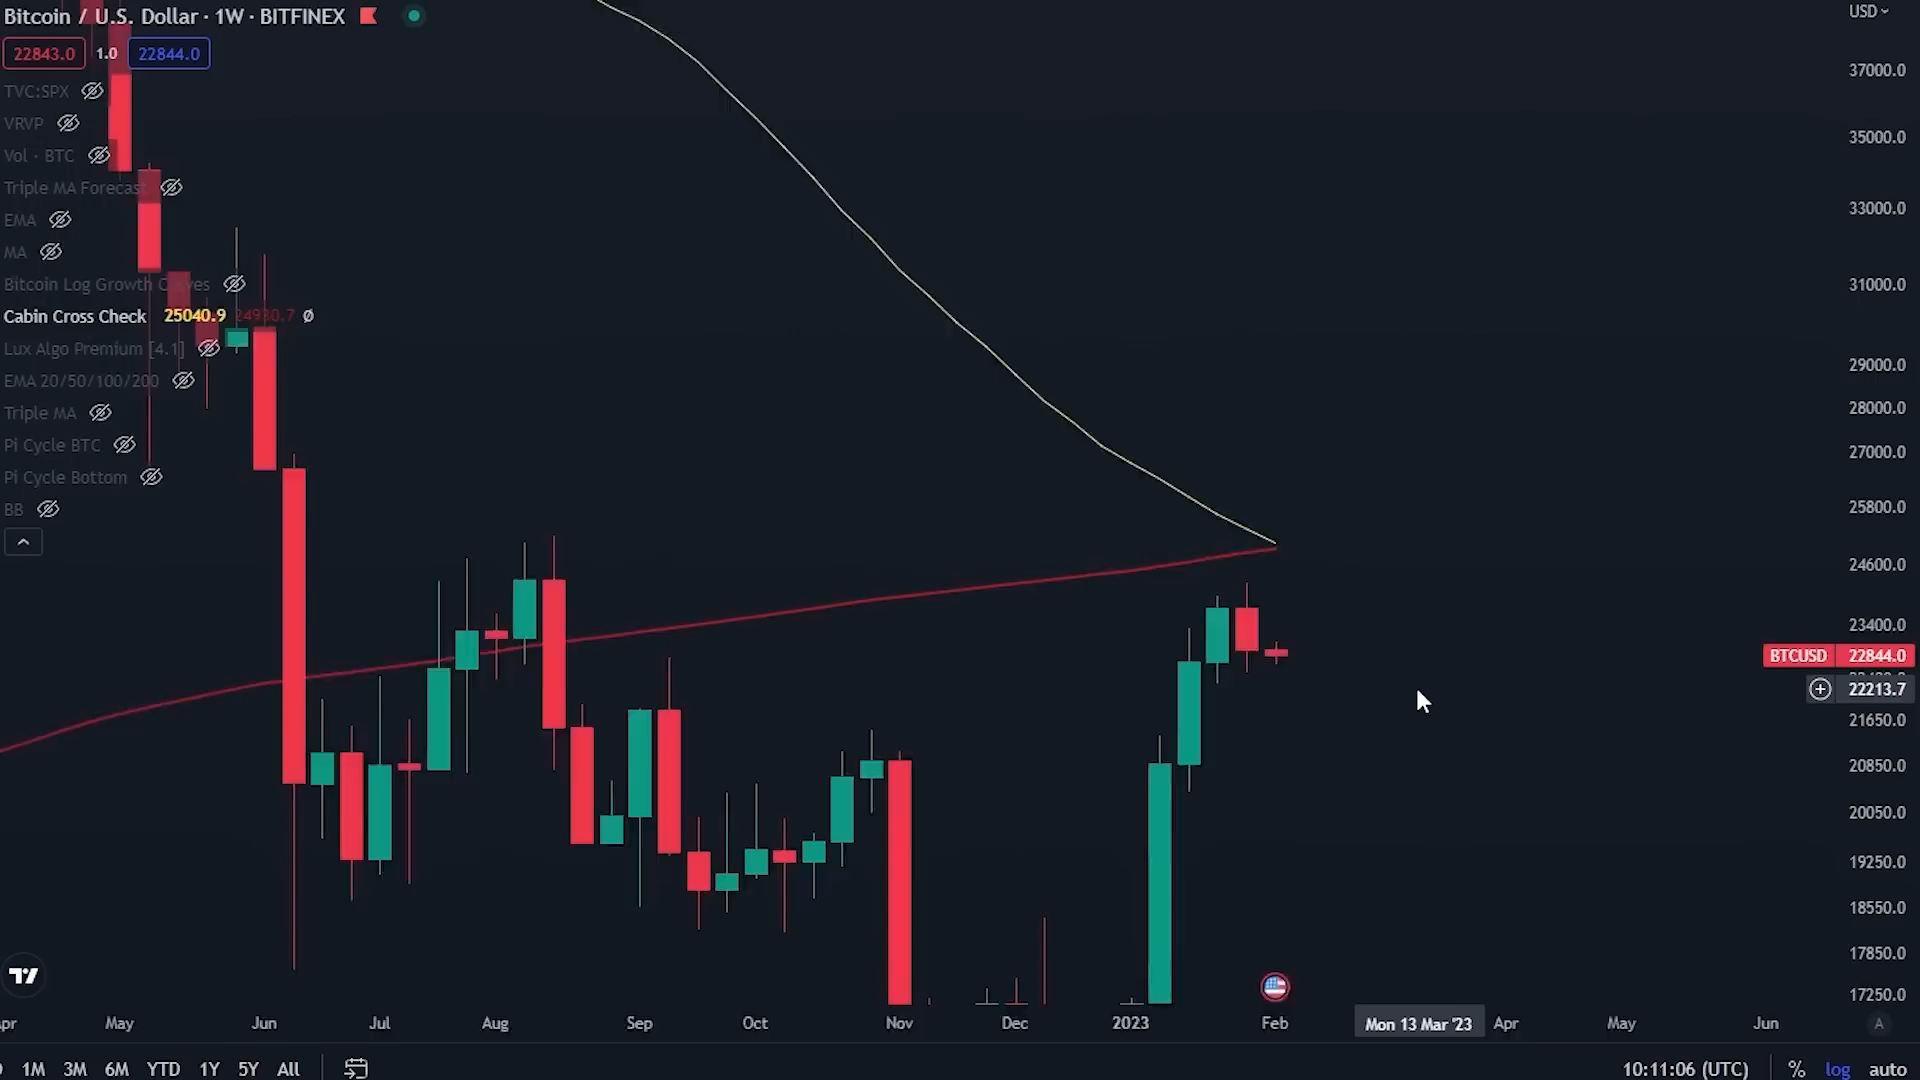 Bitcoin / U.S. Dollar · 1W · BITFINEX
USD
22843.0 1.0 22844.0
TVC:SPX
VRVP
Vol · BTC
Triple MA Forecast
EMA
MA
Bitcoin Log Growth Curves
Cabin Cross Check 25040.9 24930.7 Ø
Lux Algo Premium [4.1]
EMA 20/50/100/200
Triple MA
Pi Cycle BTC
Pi Cycle Bottom
BB
37000.0
35000.0
33000.0
31000.0
29000.0
28000.0
27000.0
25800.0
24600.0
23400.0
BTCUSD 22844.0
22213.7
21650.0
20850.0
20050.0
19250.0
18550.0
17850.0
17250.0
May Jun Jul Aug Sep Oct Nov Dec 2023 Feb Mon 13 Mar '23 Apr May Jun A
1M 3M 6M YTD 1Y 5Y All 10:11:06 (UTC) % log auto